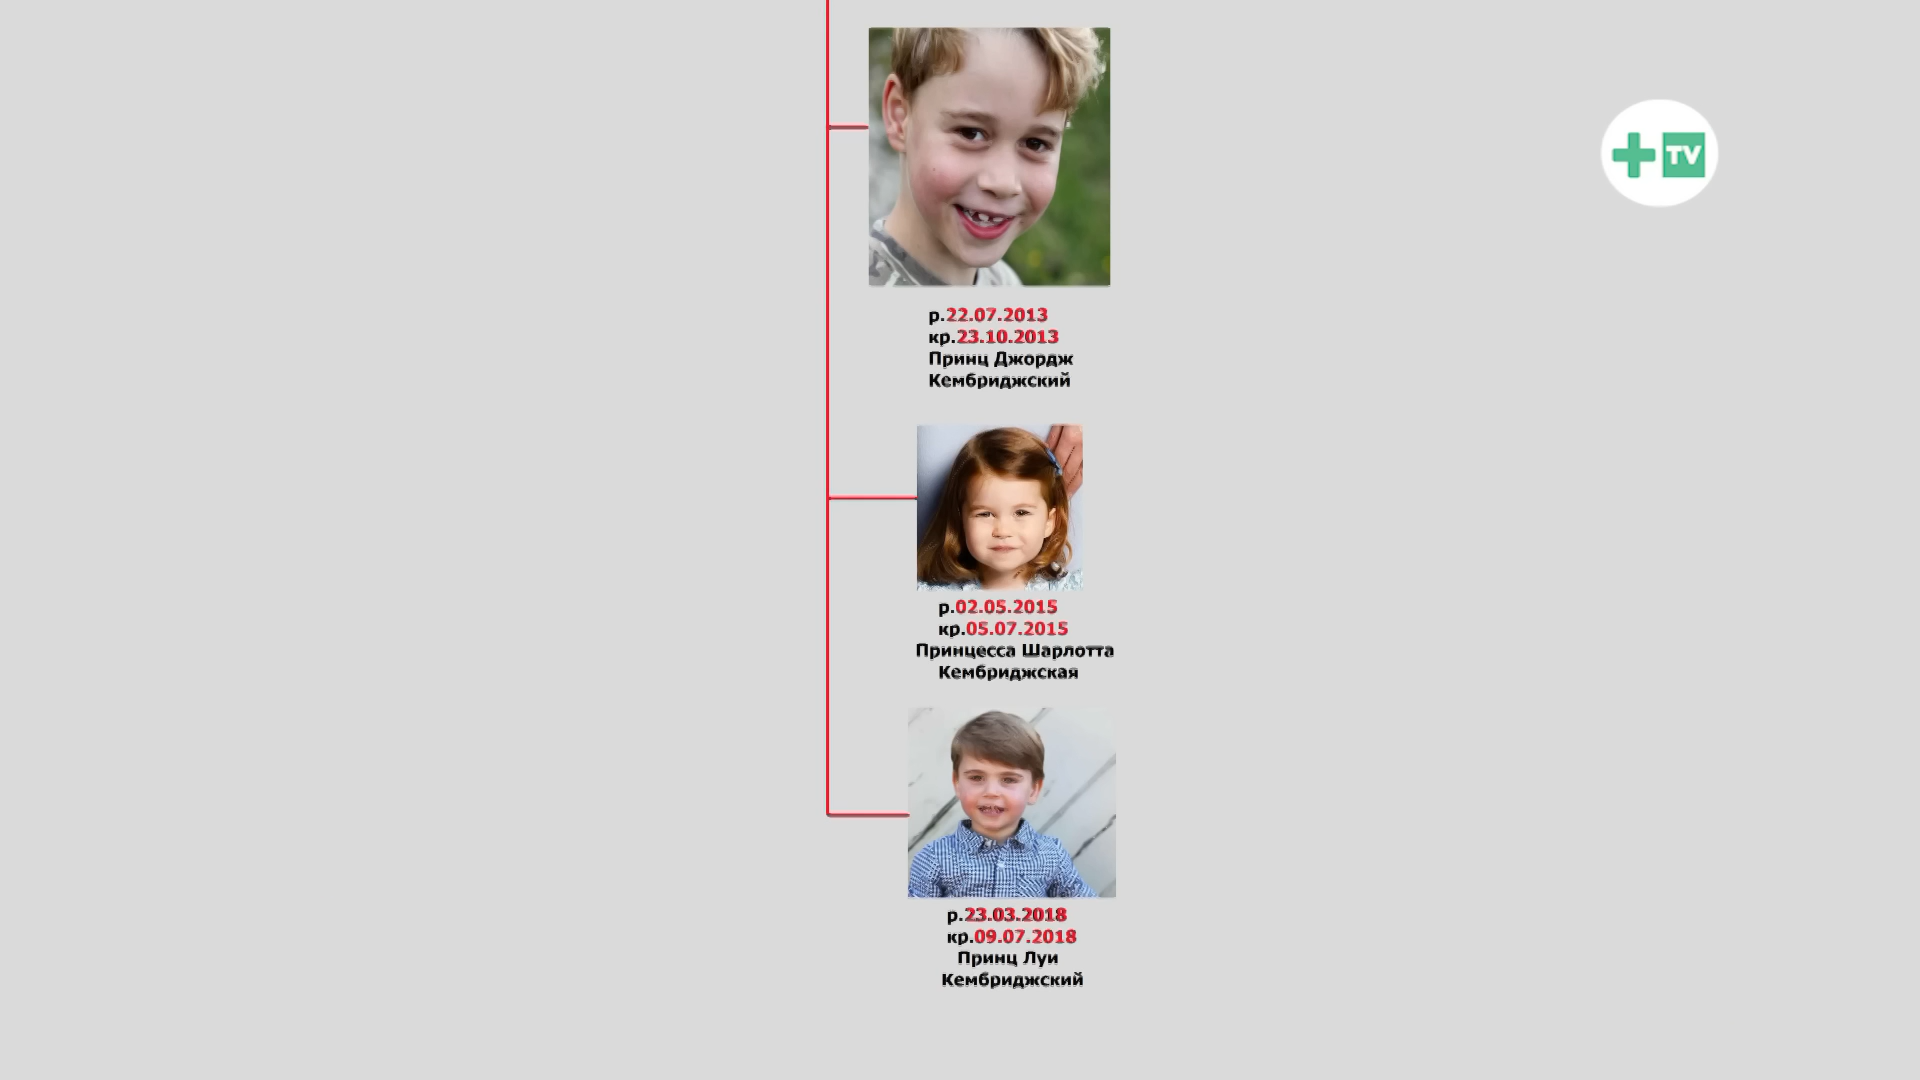 TV
р.22.07.2013
кр.23.10.2013
Принц Джордж
Кембриджский
р.02.05.2015
кр.05.07.2015
Принцесса Шарлотта
Кембриджская
р.23.03.2018
кр.09.07.2018
Принц Луи
Кембриджский